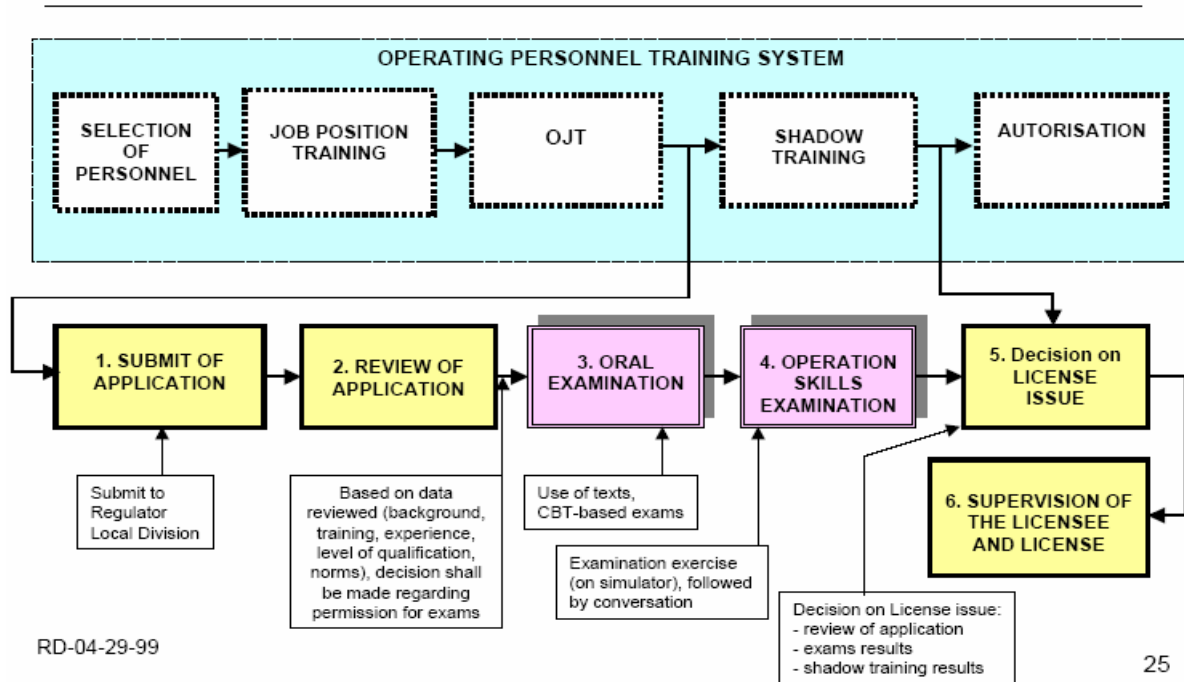 OPERATING PERSONNEL TRAINING SYSTEM
SELECTION
OF
PERSONNEL
JOB POSITION
TRAINING
OJT
SHADOW
TRAINING
AUTORISATION
1. SUBMIT OF
APPLICATION
2. REVIEW OF
APPLICATION
3. ORAL
EXAMINATION
4. OPERATION
SKILLS
EXAMINATION
5. Decision on
LICENSE
ISSUE
6. SUPERVISION OF
THE LICENSEE
AND LICENSE
Submit to
Regulator
Local Division
Based on data
reviewed (background,
training, experience,
level of qualification,
norms), decision shall
be made regarding
permission for exams
Use of texts,
CBT-based exams
Examination exercise
(on simulator), followed
by conversation
Decision on License issue:
- review of application
- exams results
- shadow training results
RD-04-29-99
25